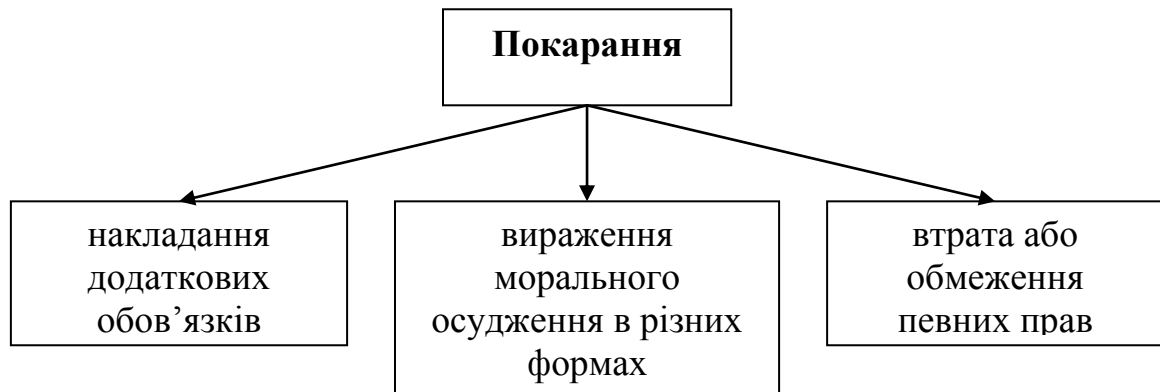 Покарання
накладання
додаткових
обов’язків
вираження
морального
осудження в різних
формах
втрата або
обмеження
певних прав